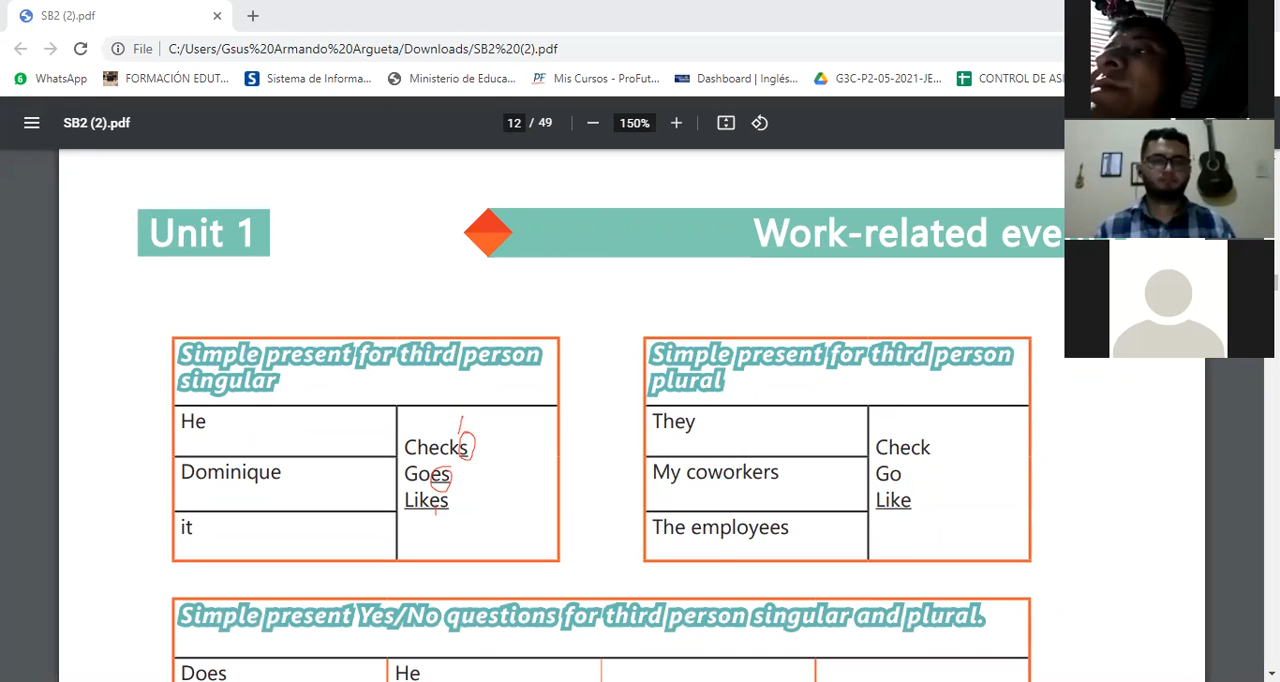 SB2 (2).pdf
File C:/Users/Gsus%20Armando%20Argueta/Downloads/SB2%20(2).pdf
WhatsApp FORMACIÓN EDUT... Sistema de Informa... Ministerio de Educa... Mis Cursos - ProFut... Dashboard | Inglés... G3C-P2-05-2021-JE... CONTROL DE ASI
SB2 (2).pdf 12 / 49 150%
Unit 1 Work-related eve
Simple present for third person
singular
He
Dominique
it
Checks
Goes
Likes
Simple present for third person
plural
They
My coworkers
The employees
Check
Go
Like
Simple present Yes/No questions for third person singular and plural.
Does He